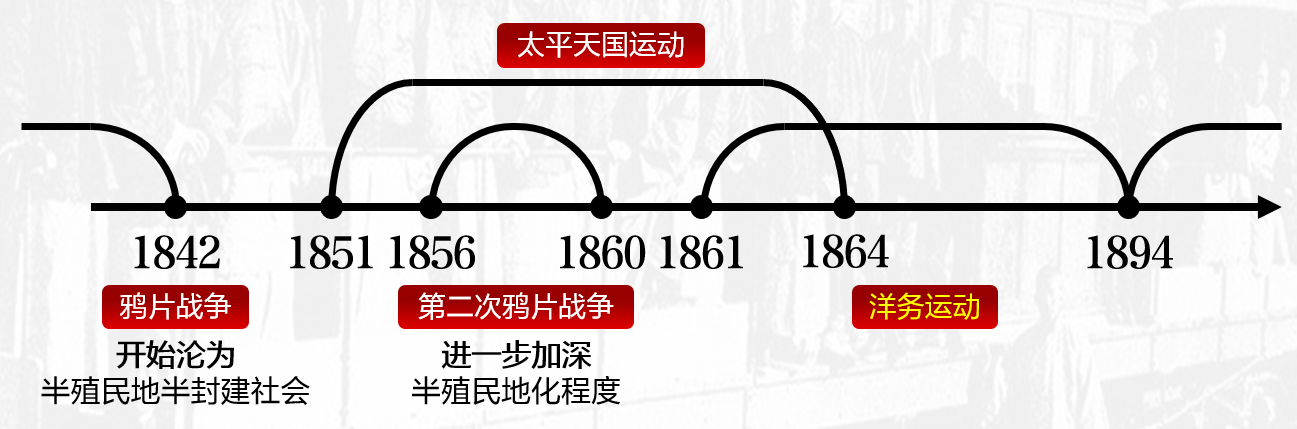 太平天国运动
1842 1851 1856 1860 1861 1864 1894
鸦片战争 第二次鸦片战争 洋务运动
开始沦为 进一步加深
半殖民地半封建社会 半殖民地化程度